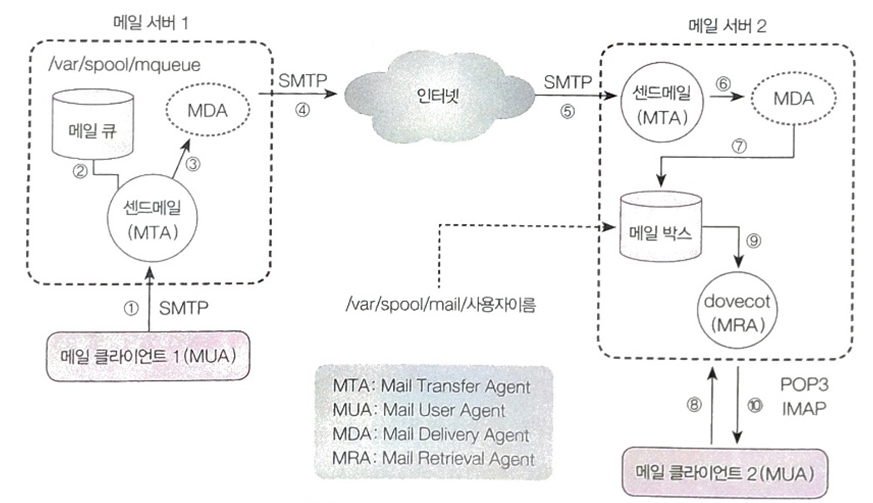 메일 서버 1
/var/spool/mqueue
메일 큐
MDA
②
③
센드메일
(MTA)
①
SMTP
메일 클라이언트 1(MUA)
SMTP
④
인터넷
SMTP
⑤
메일 서버 2
센드메일
(MTA)
⑥
MDA
⑦
메일 박스
⑨
dovecot
(MRA)
/var/spool/mail/사용자이름
MTA: Mail Transfer Agent
MUA: Mail User Agent
MDA: Mail Delivery Agent
MRA: Mail Retrieval Agent
⑧
⑩
POP3
IMAP
메일 클라이언트 2(MUA)